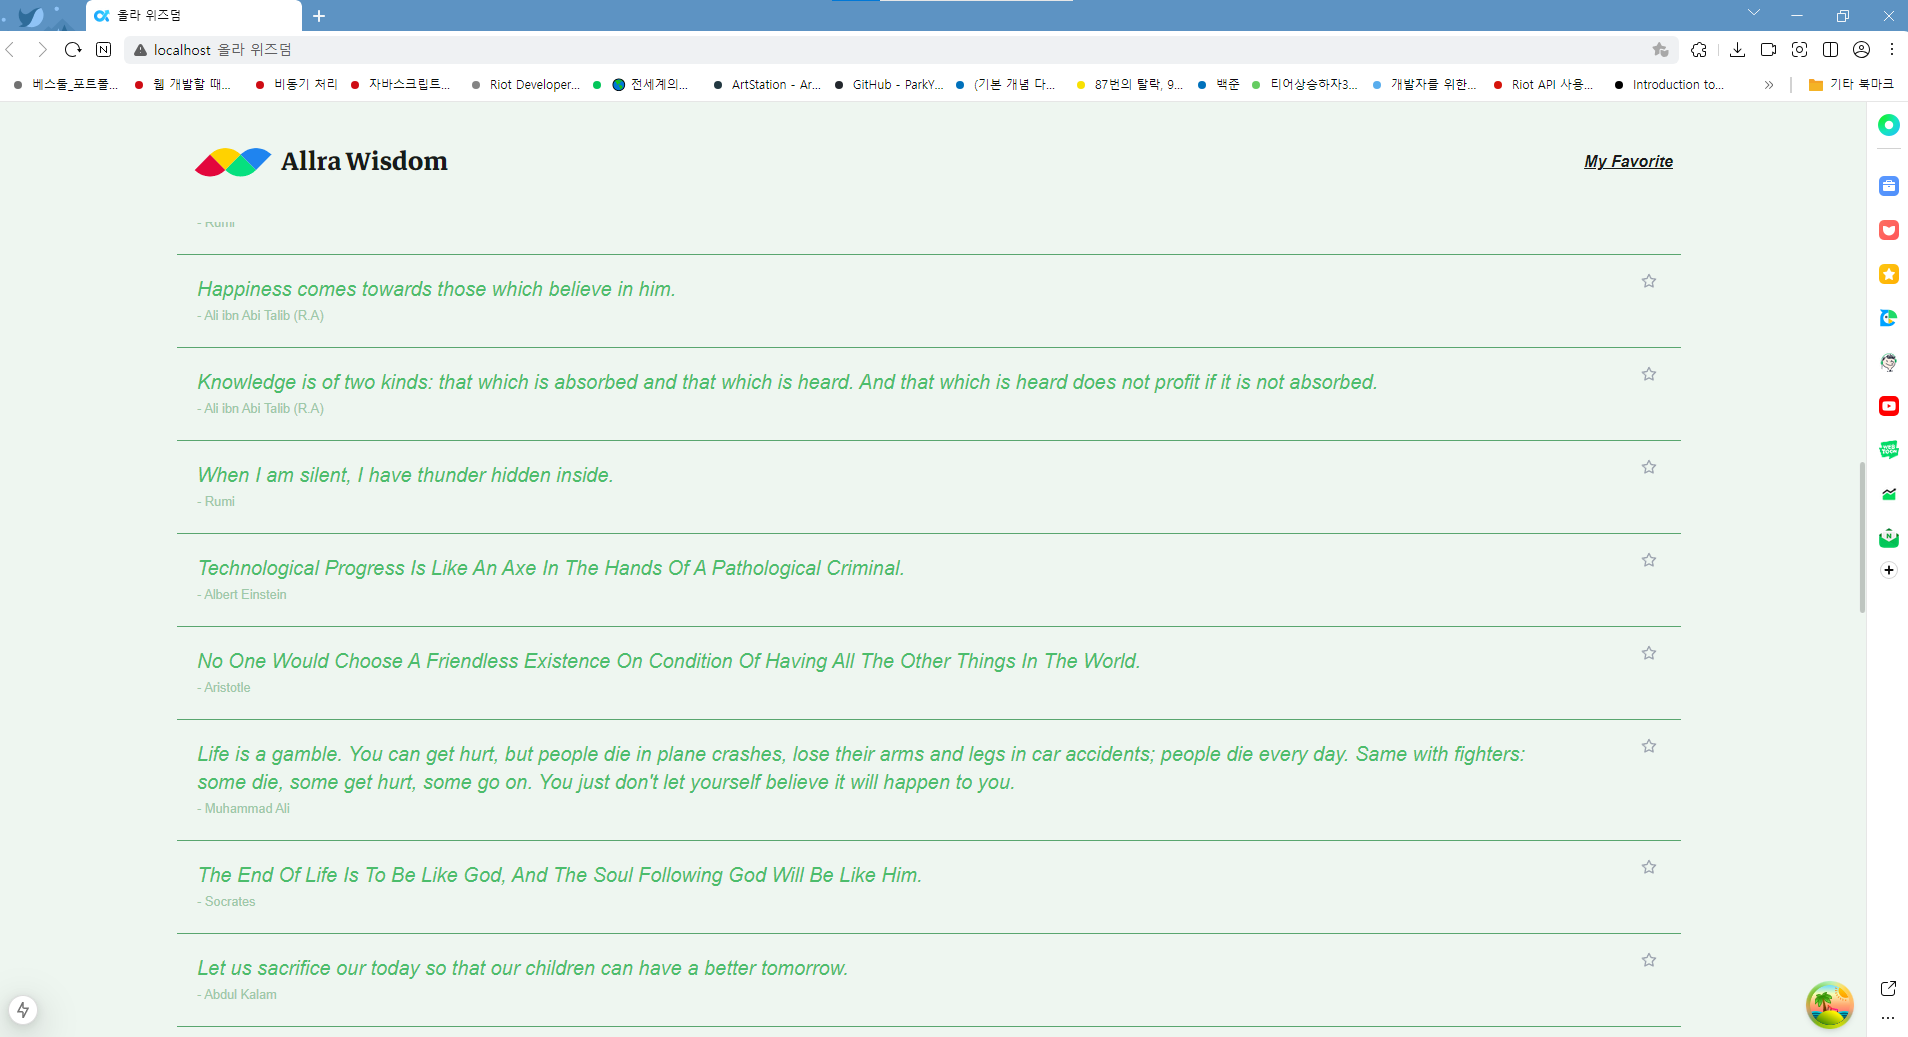 올라 위즈덤
localhost 올라 위즈덤
베스툴_포트폴... 웹 개발할 때... 비동기 처리 자바스크립트... Riot Developer... 전세계의... ArtStation - Ar... GitHub - ParkY... (기본 개념 다... 87번의 탈락, 9... 백준 티어상승하자3... 개발자를 위한... Riot API 사용... Introduction to... » 기타 북마크
Allra Wisdom
My Favorite
- Rumi
Happiness comes towards those which believe in him.
- Ali ibn Abi Talib (R.A)
Knowledge is of two kinds: that which is absorbed and that which is heard. And that which is heard does not profit if it is not absorbed.
- Ali ibn Abi Talib (R.A)
When I am silent, I have thunder hidden inside.
- Rumi
Technological Progress Is Like An Axe In The Hands Of A Pathological Criminal.
- Albert Einstein
No One Would Choose A Friendless Existence On Condition Of Having All The Other Things In The World.
- Aristotle
Life is a gamble. You can get hurt, but people die in plane crashes, lose their arms and legs in car accidents; people die every day. Same with fighters:
some die, some get hurt, some go on. You just don't let yourself believe it will happen to you.
- Muhammad Ali
The End Of Life Is To Be Like God, And The Soul Following God Will Be Like Him.
- Socrates
Let us sacrifice our today so that our children can have a better tomorrow.
- Abdul Kalam